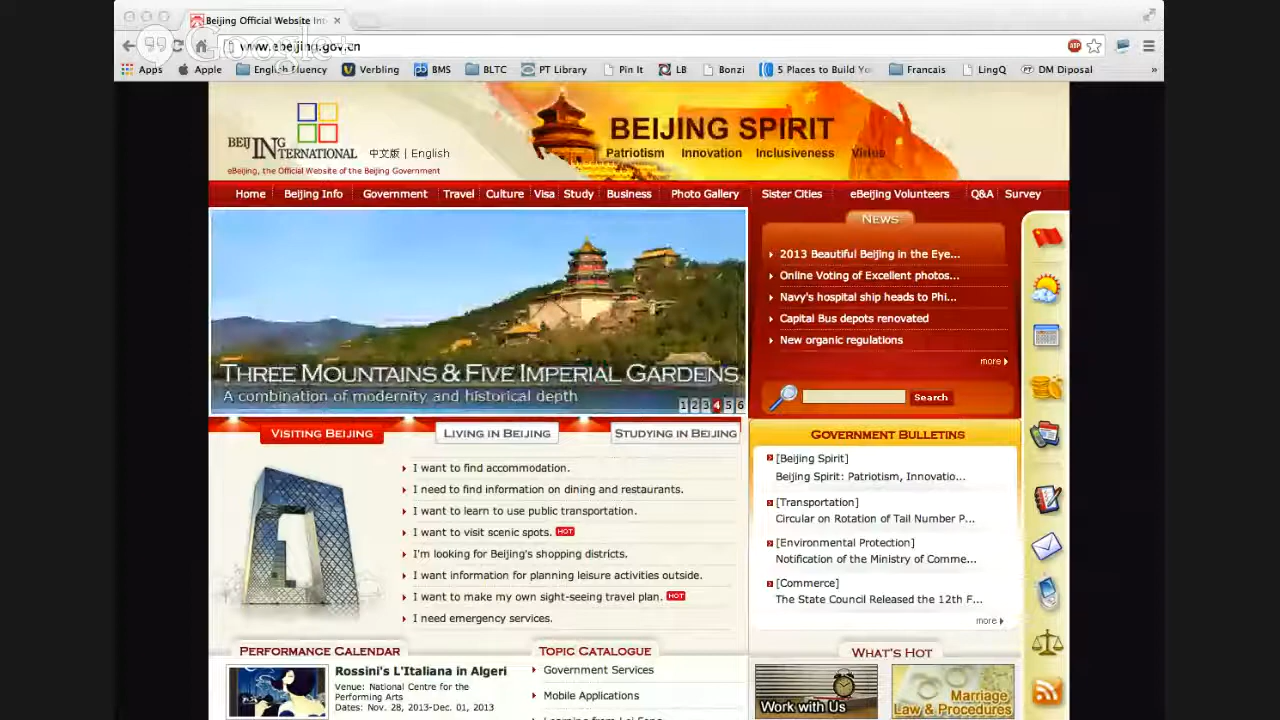 Beijing Official Website Int
www.ebeijing.gov.cn
Google+
Apps
Apple
English Fluency
Verbling
BMS
BLTC
PT Library
Pin It
LB
Bonzi
5 Places to Build Yo
Francais
LingQ
DM Diposal
»
BEIJING INTERNATIONAL
中文版 | English
eBeijing, the Official Website of the Beijing Government
BEIJING SPIRIT
Patriotism Innovation Inclusiveness Virtue
Home Beijing Info Government Travel Culture Visa Study Business Photo Gallery Sister Cities eBeijing Volunteers Q&A Survey
THREE MOUNTAINS & FIVE IMPERIAL GARDENS
A combination of modernity and historical depth
1 2 3 4 5 6
NEWS
2013 Beautiful Beijing in the Eye...
Online Voting of Excellent photos...
Navy's hospital ship heads to Phi...
Capital Bus depots renovated
New organic regulations
more
Search
VISITING BEIJING
LIVING IN BEIJING
STUDYING IN BEIJING
I want to find accommodation.
I need to find information on dining and restaurants.
I want to learn to use public transportation.
I want to visit scenic spots. HOT
I'm looking for Beijing's shopping districts.
I want information for planning leisure activities outside.
I want to make my own sight-seeing travel plan. HOT
I need emergency services.
GOVERNMENT BULLETINS
[Beijing Spirit]
Beijing Spirit: Patriotism, Innovatio...
[Transportation]
Circular on Rotation of Tail Number P...
[Environmental Protection]
Notification of the Ministry of Comme...
[Commerce]
The State Council Released the 12th F...
more
PERFORMANCE CALENDAR
Rossini's L'Italiana in Algeri
Venue: National Centre for the
Performing Arts
Dates: Nov. 28, 2013-Dec. 01, 2013
TOPIC CATALOGUE
Government Services
Mobile Applications
Learning from Lei Feng
WHAT'S HOT
Work with Us
Marriage
Law & Procedures